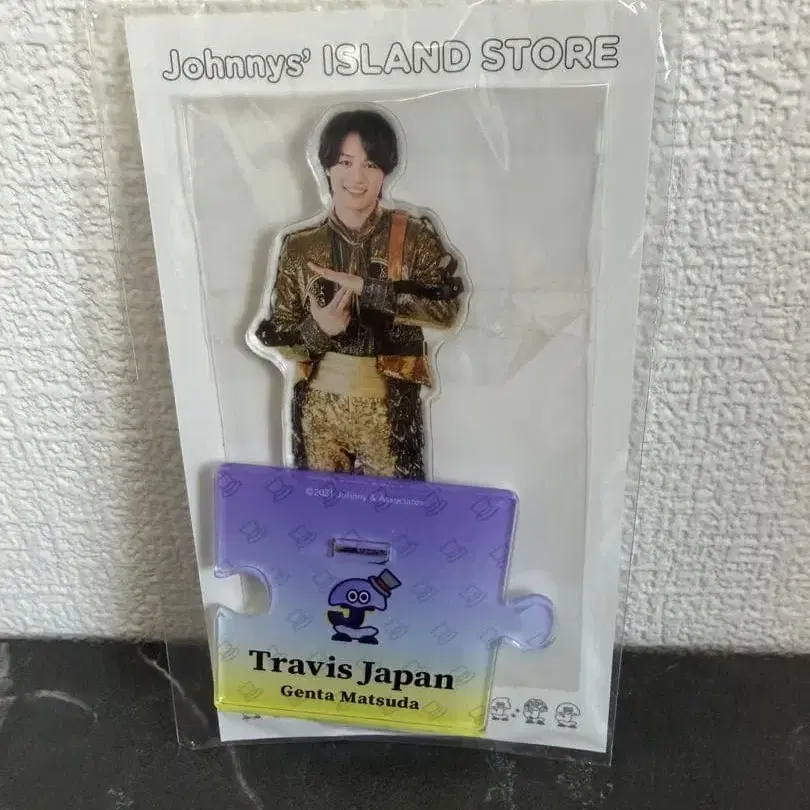 Johnnys' ISLAND STORE
©2021 Johnny & Associates
Travis Japan
Genta Matsuda